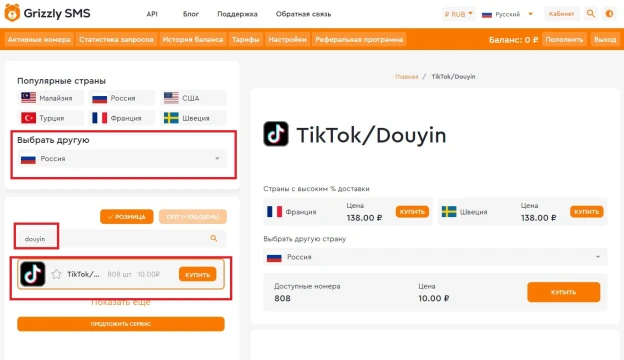 Grizzly SMS
API
Блог
Поддержка
Обратная связь
₽ RUB
Русский
Кабинет
Активные номера
Статистика запросов
История баланса
Тарифы
Настройки
Реферальная программа
Баланс: 0 ₽
Пополнить
Выход
Популярные страны
Малайзия
Россия
США
Турция
Франция
Швеция
Выбрать другую
Россия
РОЗНИЦА
douyin
TikTok/...
808 шт
10.00₽
КУПИТЬ
Показать еще
ПРЕДЛОЖИТЬ СЕРВИС
Главная / TikTok/Douyin
TikTok/Douyin
Страны с высоким % доставки
Франция
Цена
138.00 ₽
КУПИТЬ
Швеция
Цена
138.00 ₽
КУПИТЬ
Выбрать другую страну
Россия
Доступные номера
808
Цена
10.00 ₽
КУПИТЬ